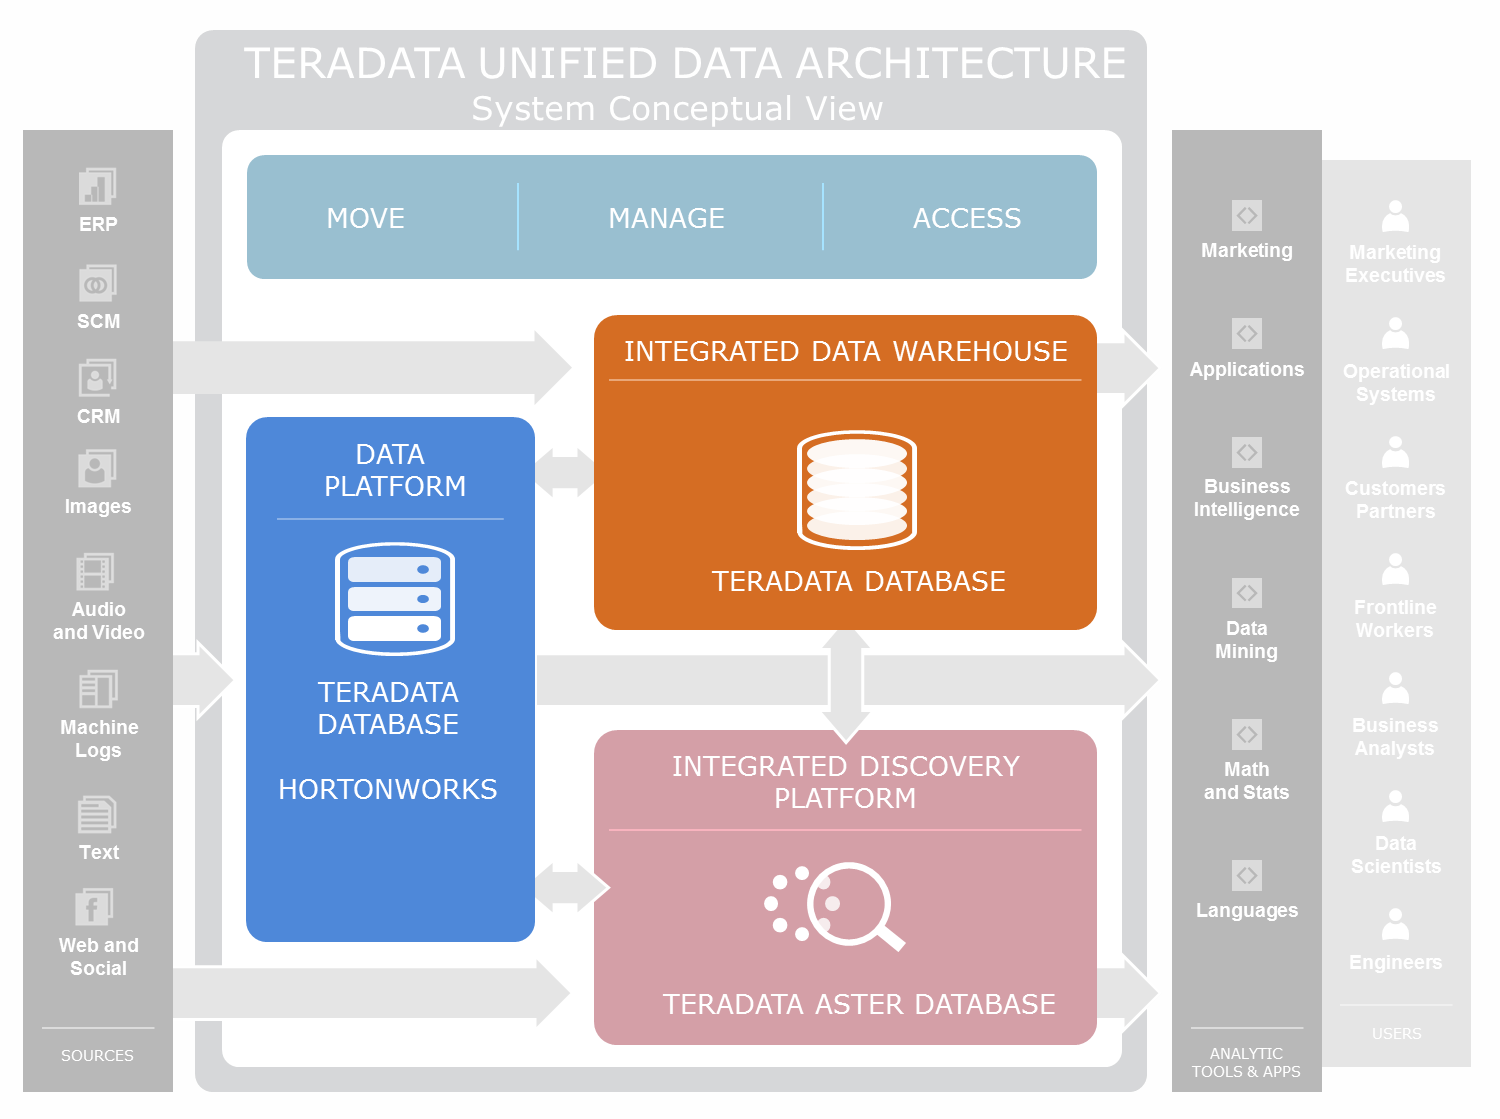 TERADATA UNIFIED DATA ARCHITECTURE
System Conceptual View
ERP
SCM
CRM
Images
Audio
and Video
Machine
Logs
Text
Web and
Social
SOURCES
MOVE
MANAGE
ACCESS
DATA
PLATFORM
TERADATA
DATABASE
HORTONWORKS
INTEGRATED DATA WAREHOUSE
TERADATA DATABASE
INTEGRATED DISCOVERY
PLATFORM
TERADATA ASTER DATABASE
Marketing
Applications
Business
Intelligence
Data
Mining
Math
and Stats
Languages
ANALYTIC
TOOLS & APPS
Marketing
Executives
Operational
Systems
Customers
Partners
Frontline
Workers
Business
Analysts
Data
Scientists
Engineers
USERS